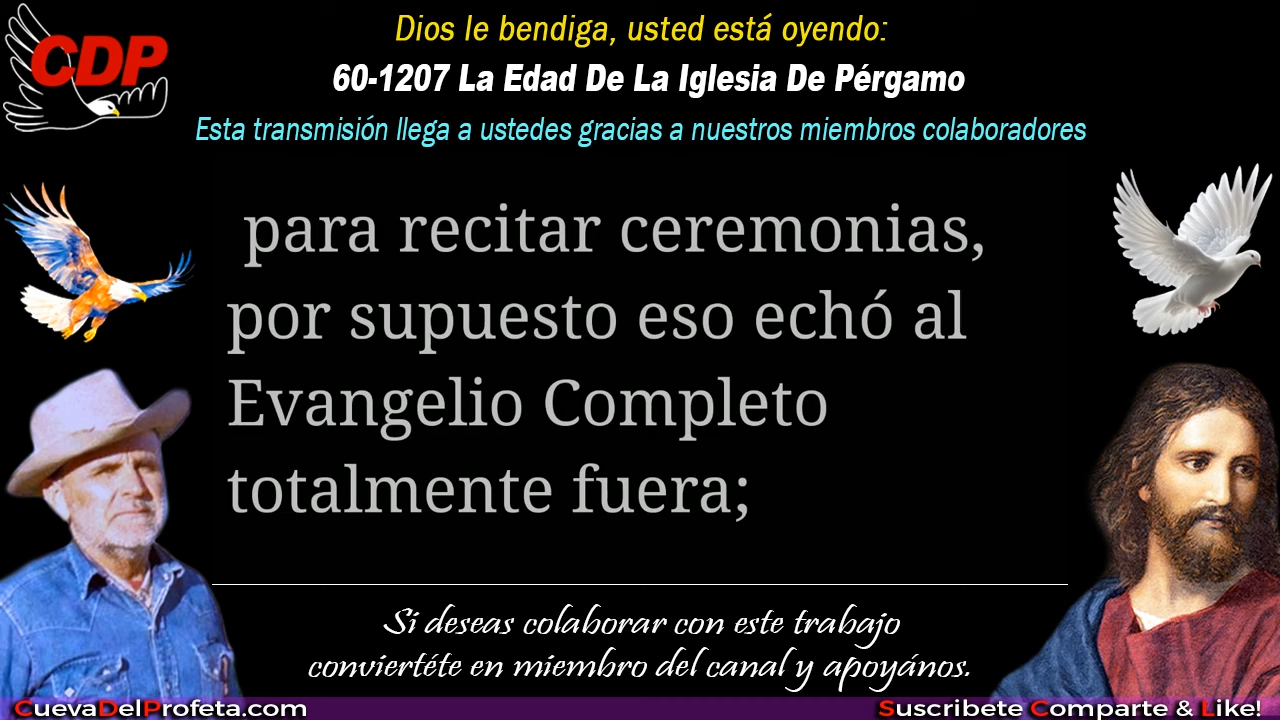 CDP
Dios le bendiga, usted está oyendo:
60-1207 La Edad De La Iglesia De Pérgamo
Esta transmisión llega a ustedes gracias a nuestros miembros colaboradores
para recitar ceremonias,
por supuesto eso echó al
Evangelio Completo
totalmente fuera;
Si deseas colaborar con este trabajo
conviertéte en miembro del canal y apoyános.
CuevaDelProfeta.com
Suscribete Comparte & Like!